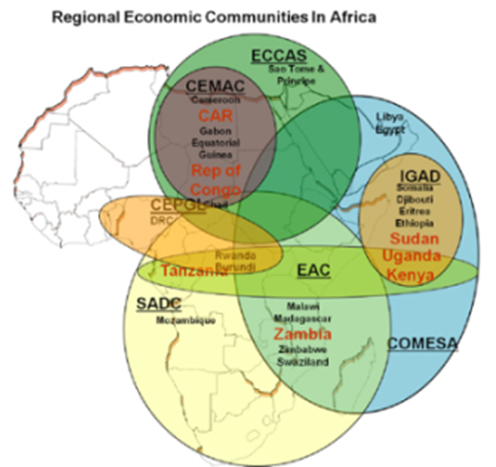 Regional Economic Communities In Africa
ECCAS
Sao Tome &
Principe
CEMAC
Cameroon
CAR
Gabon
Equatorial
Guinea
Rep of
Congo
Chad
Libya
Egypt
IGAD
Somalia
Djibouti
Eritrea
Ethiopia
Sudan
Uganda
Kenya
CEPGL
DRC
Rwanda
Burundi
Tanzania
EAC
SADC
Mozambique
Malawi
Madagascar
Zambia
Zimbabwe
Swaziland
COMESA